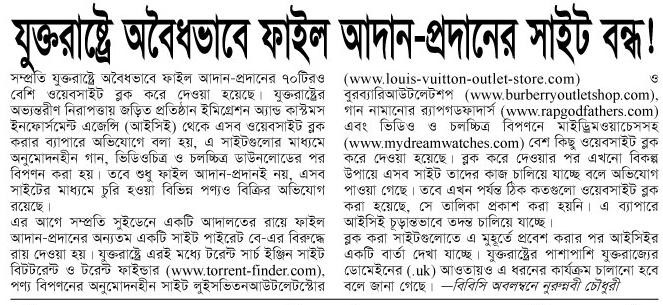 যুক্তরাষ্ট্রে অবৈধভাবে ফাইল আদান-প্রদানের সাইট বন্ধ!
সম্প্রতি যুক্তরাষ্ট্রে অবৈধভাবে ফাইল আদান-প্রদানের ৭০টিরও
বেশি ওয়েবসাইট ব্লক করে দেওয়া হয়েছে। যুক্তরাষ্ট্রের
অভ্যন্তরীণ নিরাপত্তায় জড়িত প্রতিষ্ঠান ইমিগ্রেশন অ্যান্ড কাস্টমস
ইনফোর্সমেন্ট এজেন্সি (আইসিই) থেকে এসব ওয়েবসাইট ব্লক
করার ব্যাপারে অভিযোগে বলা হয়, এ সাইটগুলোর মাধ্যমে
অনুমোদনহীন গান, ভিডিওচিত্র ও চলচ্চিত্র ডাউনলোডের পর
বিপণন করা হয়। তবে শুধু ফাইল আদান-প্রদানই নয়, এসব
সাইটের মাধ্যমে চুরি হওয়া বিভিন্ন পণ্যও বিক্রির অভিযোগ
রয়েছে।
এর আগে সম্প্রতি সুইডেনে একটি আদালতের রায়ে ফাইল
আদান-প্রদানের অন্যতম একটি সাইট পাইরেট বে-এর বিরুদ্ধে
রায় দেওয়া হয়। যুক্তরাষ্ট্রে এরই মধ্যে টরেন্ট সার্চ ইঞ্জিন সাইট
বিটটরেন্ট ও টরেন্ট ফাইন্ডার (www.torrent-finder.com),
পণ্য বিপণনের অনুমোদনহীন সাইট লুইসভিতনআউটলেটস্টোর
(www.louis-vuitton-outlet-store.com) ও
বুরব্যারিআউটলেটশপ (www.burberryoutletshop.com),
গান নামানোর র‍্যাপগডফাদার্স (www.rapgodfathers.com)
এবং ভিডিও ও চলচ্চিত্র বিপণনে মাইড্রিমওয়াচেসসহ
(www.mydreamwatches.com) বেশ কিছু ওয়েবসাইট ব্লক
করে দেওয়া হয়েছে। ব্লক করে দেওয়ার পর এখনো বিকল্প
উপায়ে এসব সাইট তাদের কাজ চালিয়ে যাচ্ছে বলে অভিযোগ
পাওয়া গেছে। তবে এখন পর্যন্ত ঠিক কতগুলো ওয়েবসাইট ব্লক
করা হয়েছে, সে তালিকা প্রকাশ করা হয়নি। এ ব্যাপারে
আইসিই চূড়ান্তভাবে তদন্ত চালিয়ে যাচ্ছে।
ব্লক করা সাইটগুলোতে এ মুহূর্তে প্রবেশ করার পর আইসিইর
একটি বার্তা দেখা যাচ্ছে। যুক্তরাষ্ট্রের পাশাপাশি যুক্তরাজ্যের
ডোমেইনের (.uk) আওতায়ও এ ধরনের কার্যক্রম চালানো হবে
বলে জানা গেছে। —বিবিসি অবলম্বনে নুরুন্নবী চৌধুরী